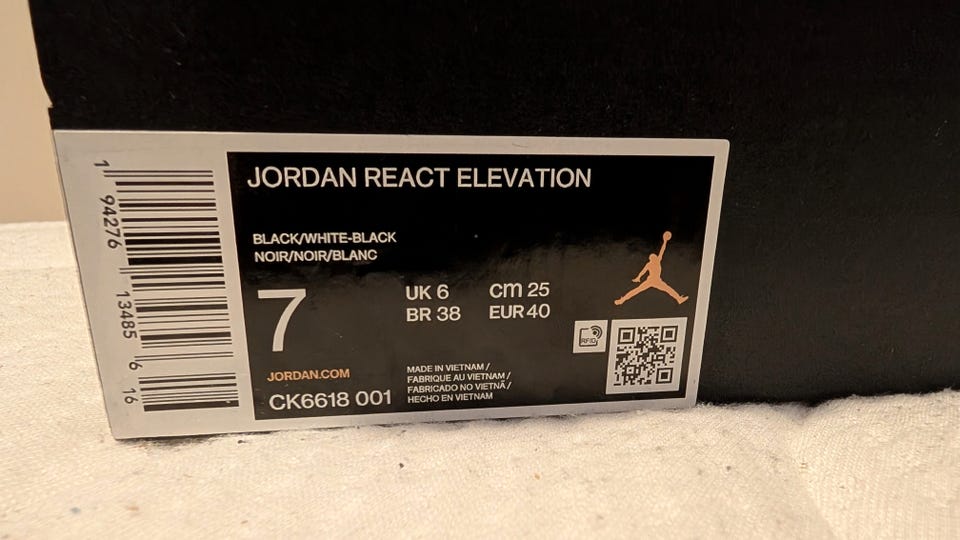 JORDAN REACT ELEVATION
BLACK/WHITE-BLACK
NOIR/NOIR/BLANC
7
UK 6 cm 25
BR 38 EUR 40
JORDAN.COM
CK6618 001
MADE IN VIETNAM /
FABRIQUE AU VIETNAM /
FABRICADO NO VIETNÃ /
HECHO EN VIETNAM
RFID
1 94276 13485 6 16